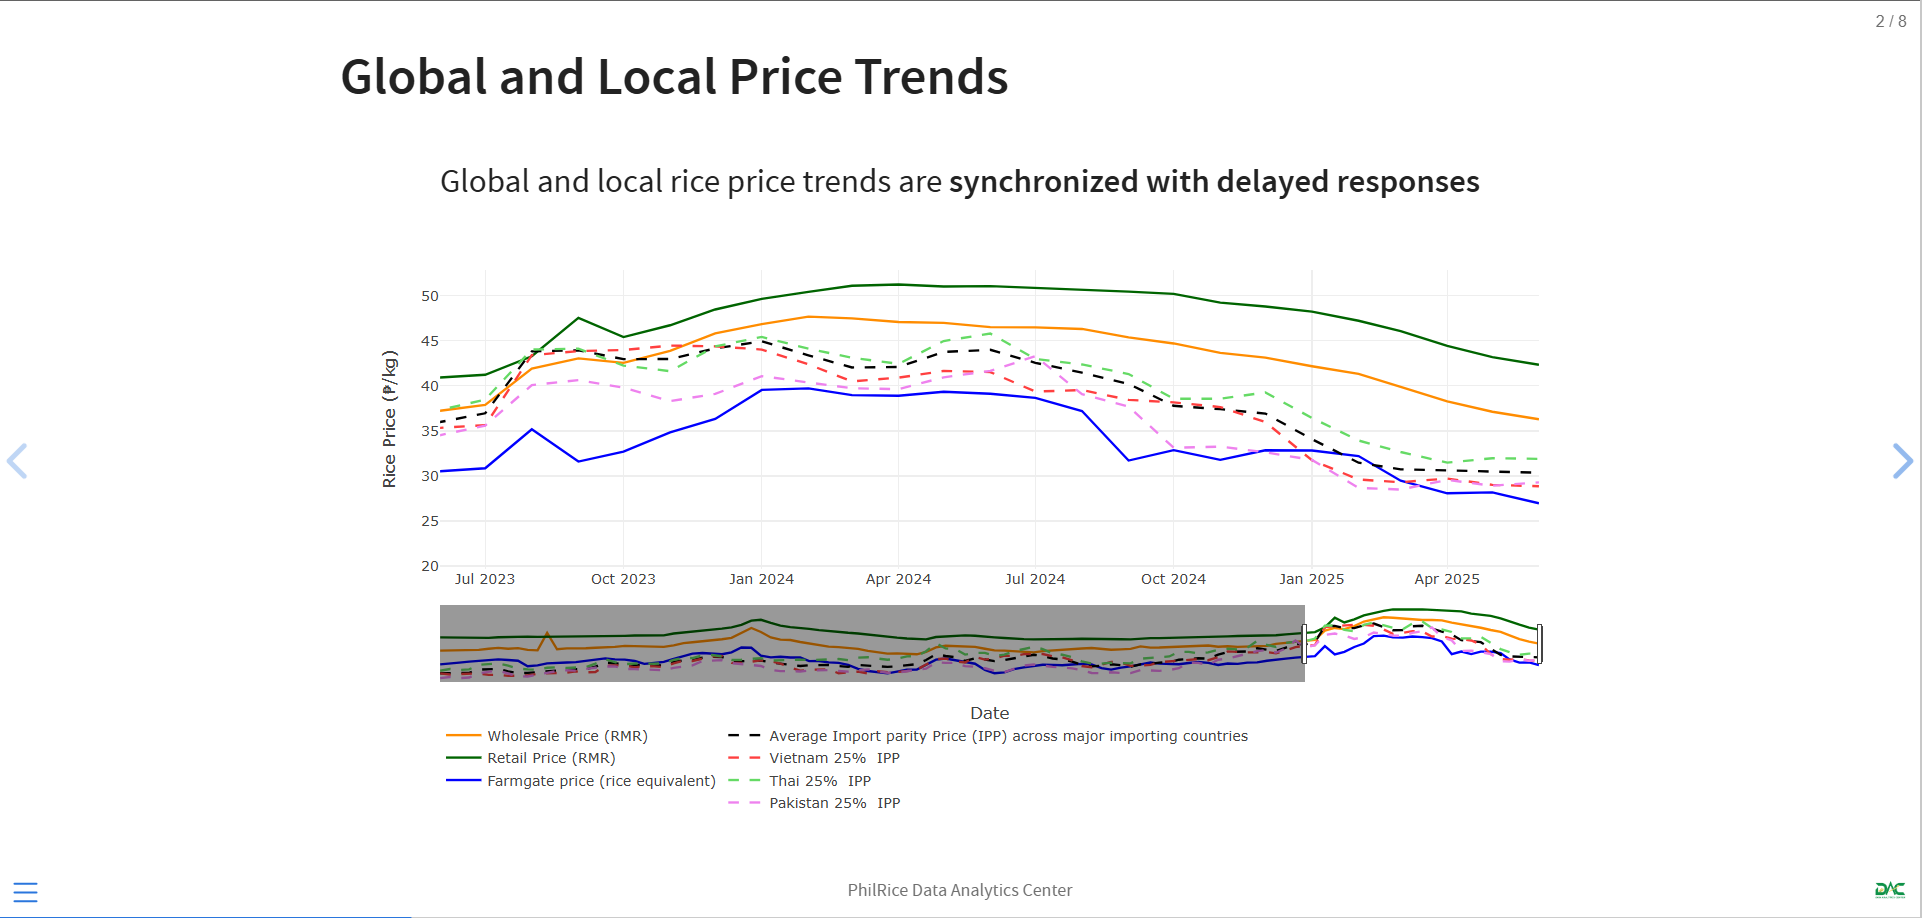 2 / 8
Global and Local Price Trends
Global and local rice price trends are synchronized with delayed responses
Rice Price (₱/kg)
50
45
40
35
30
25
20
Jul 2023
Oct 2023
Jan 2024
Apr 2024
Jul 2024
Oct 2024
Jan 2025
Apr 2025
Date
Wholesale Price (RMR)
Retail Price (RMR)
Farmgate price (rice equivalent)
Average Import parity Price (IPP) across major importing countries
Vietnam 25% IPP
Thai 25% IPP
Pakistan 25% IPP
PhilRice Data Analytics Center
DAC